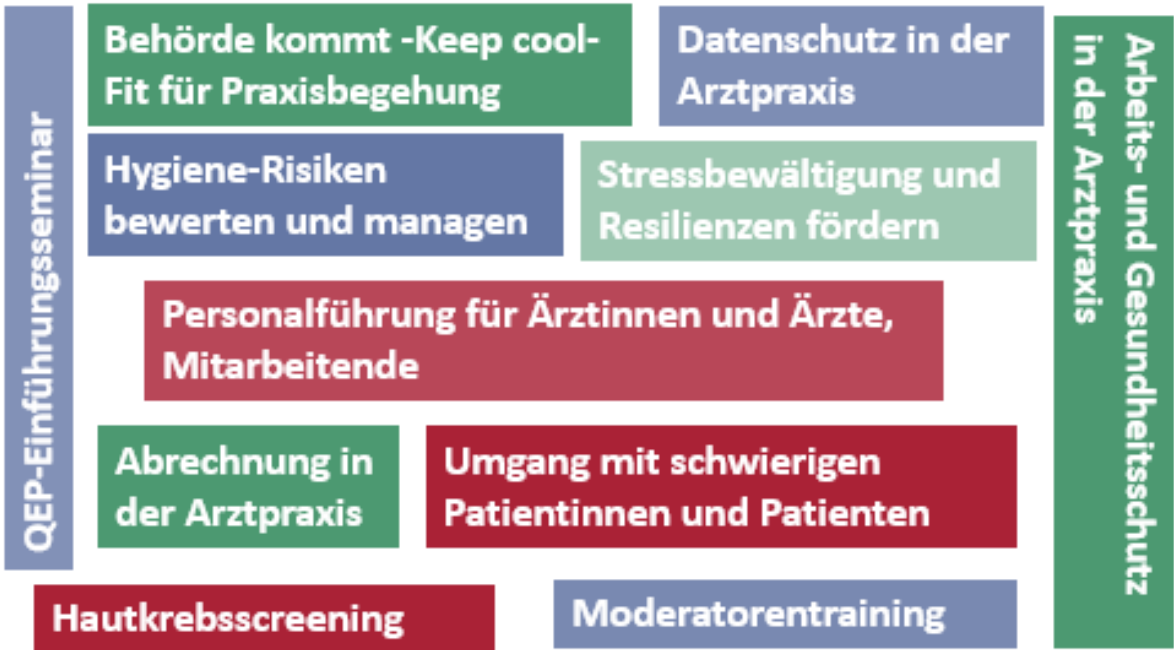 QEP-Einführungsseminar
Behörde kommt -Keep cool-
Fit für Praxisbegehung
Datenschutz in der
Arztpraxis
Hygiene-Risiken
bewerten und managen
Stressbewältigung und
Resilienzen fördern
Personalführung für Ärztinnen und Ärzte,
Mitarbeitende
Abrechnung in
der Arztpraxis
Umgang mit schwierigen
Patientinnen und Patienten
Hautkrebsscreening
Moderatorentraining
Arbeits- und Gesundheitsschutz
in der Arztpraxis